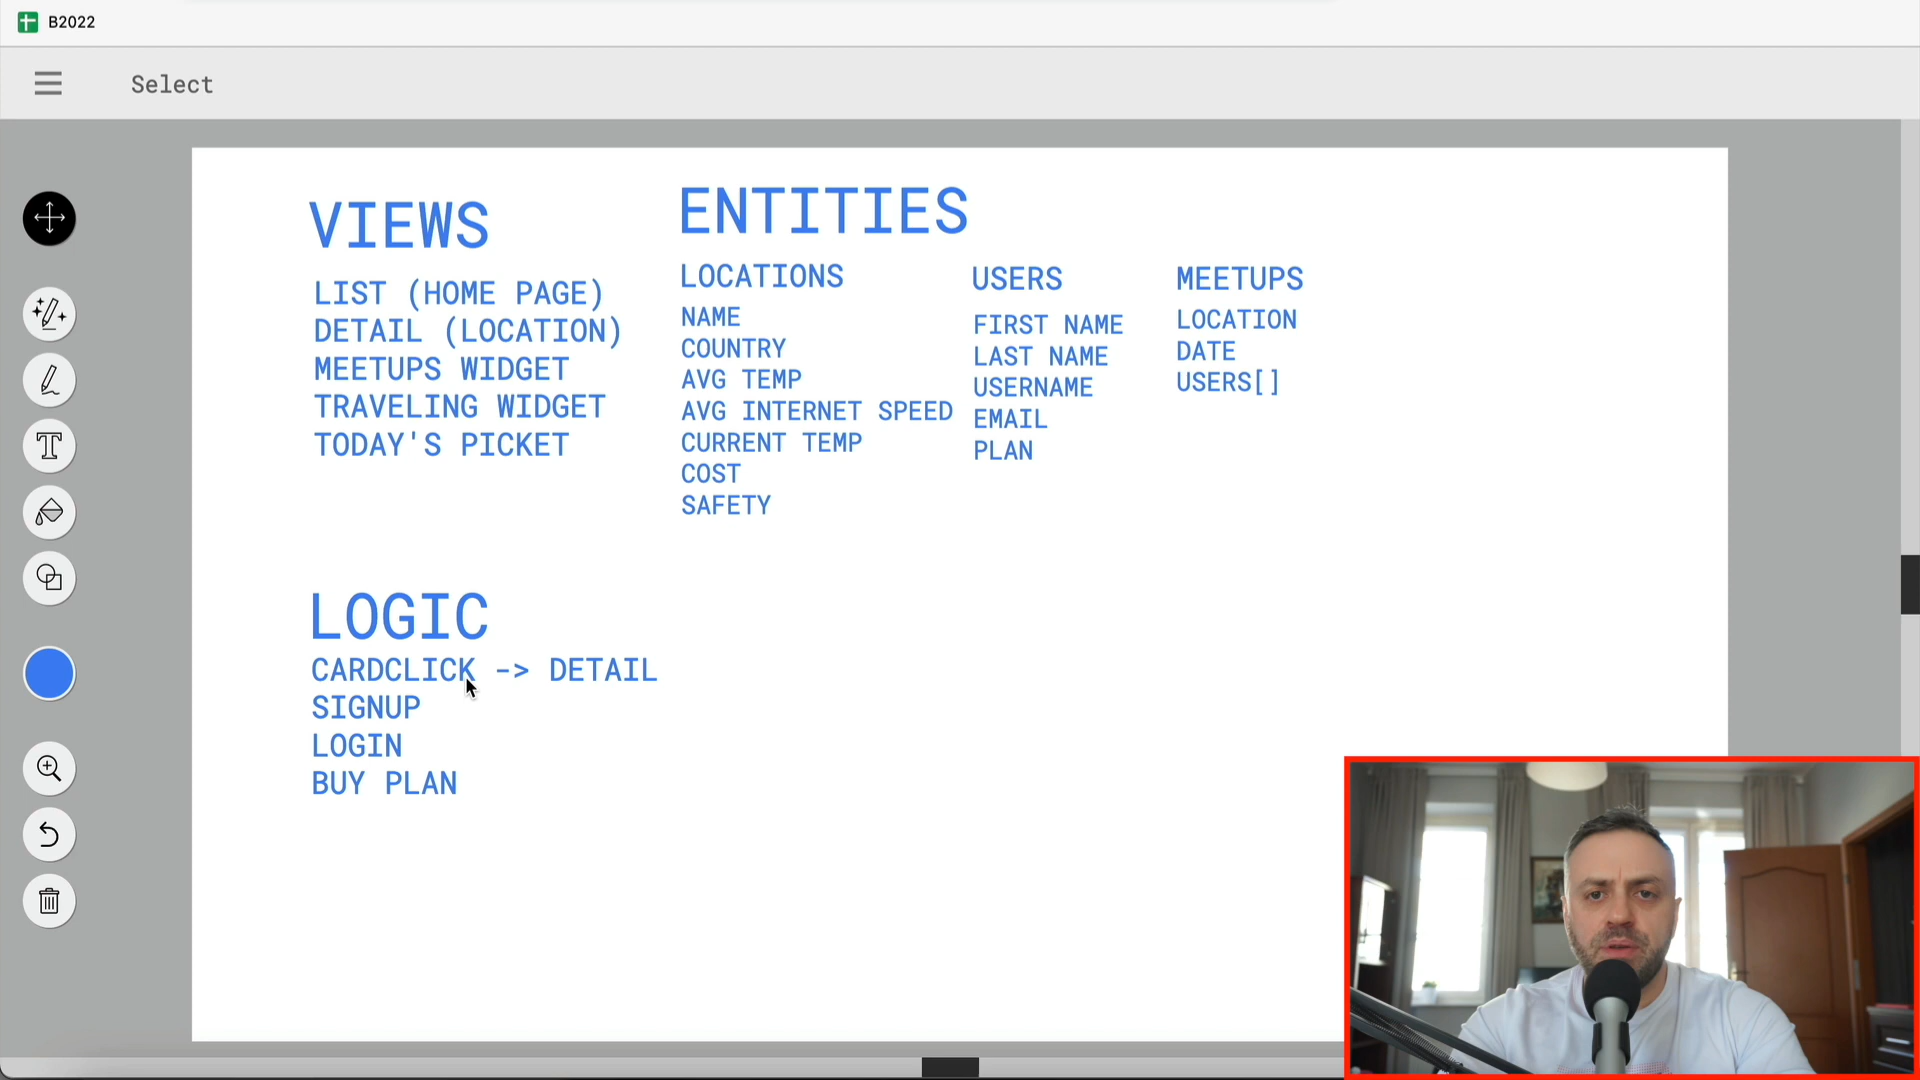 B2022
Select
VIEWS
LIST (HOME PAGE)
DETAIL (LOCATION)
MEETUPS WIDGET
TRAVELING WIDGET
TODAY'S PICKET
ENTITIES
LOCATIONS
NAME
COUNTRY
AVG TEMP
AVG INTERNET SPEED
CURRENT TEMP
COST
SAFETY
USERS
FIRST NAME
LAST NAME
USERNAME
EMAIL
PLAN
MEETUPS
LOCATION
DATE
USERS[]
LOGIC
CARDCLICK -> DETAIL
SIGNUP
LOGIN
BUY PLAN